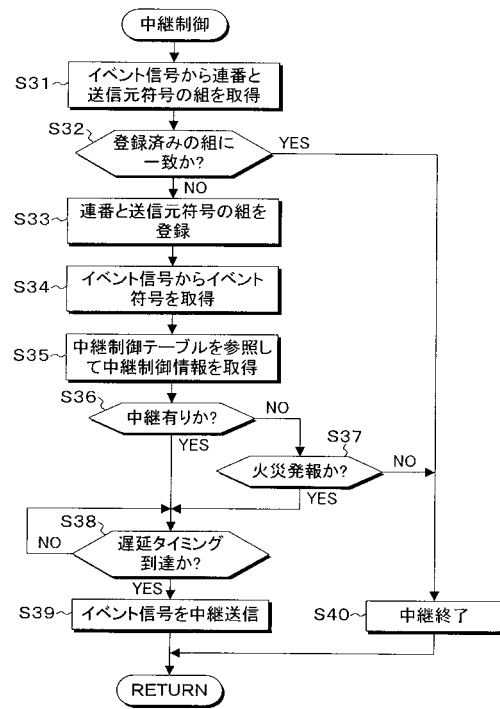 中継制御
S31
イベント信号から連番と
送信元符号の組を取得
S32
登録済みの組に
一致か?
YES
NO
S33
連番と送信元符号の組を
登録
S34
イベント信号からイベント
符号を取得
S35
中継制御テーブルを参照し
て中継制御情報を取得
S36
中継有りか?
NO
YES
S37
火災発報か?
NO
YES
S38
遅延タイミング
到達か?
NO
YES
S39
イベント信号を中継送信
S40
中継終了
RETURN